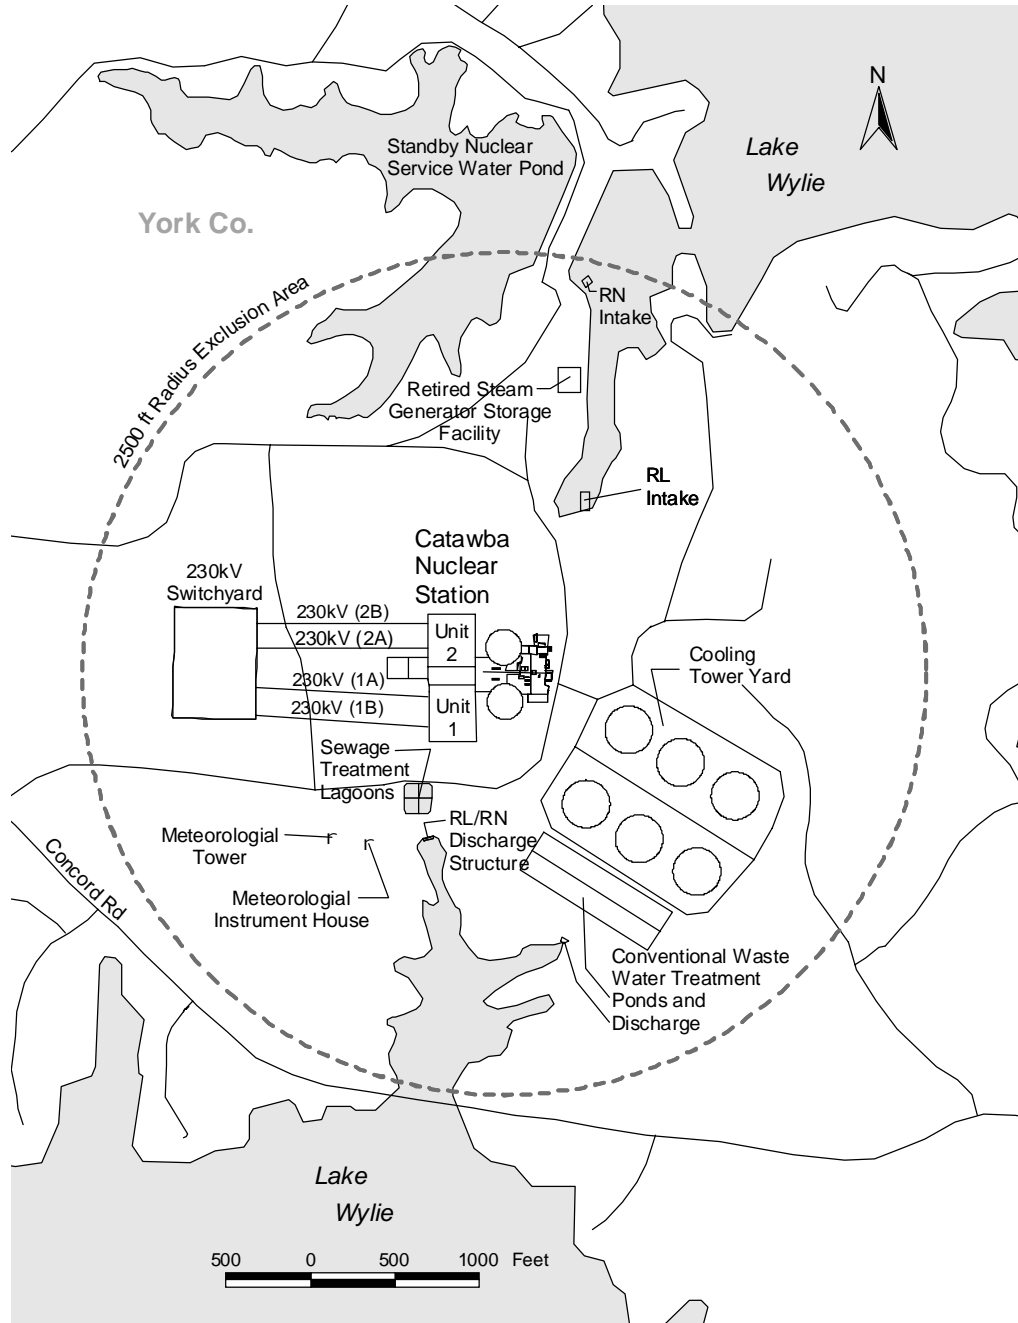 N
Lake
Wylie
Standby Nuclear
Service Water Pond
York Co.
2500 ft Radius Exclusion Area
RN
Intake
Retired Steam
Generator Storage
Facility
RL
Intake
Catawba
Nuclear
Station
230kV
Switchyard
230kV (2B)
230kV (2A)
230kV (1A)
230kV (1B)
Unit
2
Unit
1
Cooling
Tower Yard
Sewage
Treatment
Lagoons
RL/RN
Discharge
Structure
Meteorologial
Tower
Meteorologial
Instrument House
Concord Rd
Conventional Waste
Water Treatment
Ponds and
Discharge
Lake
Wylie
500 0 500 1000 Feet